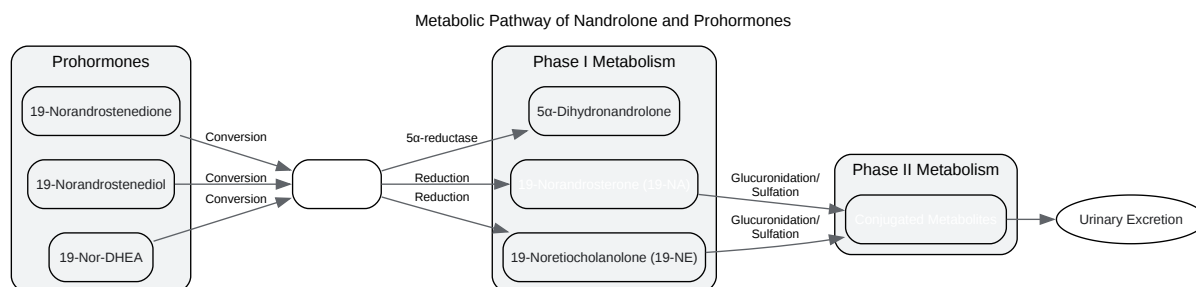 Metabolic Pathway of Nandrolone and Prohormones
Prohormones
19-Norandrostenedione
19-Norandrostenediol
19-Nor-DHEA
Conversion
Conversion
Conversion
5α-reductase
Reduction
Reduction
Phase I Metabolism
5α-Dihydronandrolone
19-Norandrosterone (19-NA)
19-Noretiocholanolone (19-NE)
Glucuronidation/
Sulfation
Glucuronidation/
Sulfation
Phase II Metabolism
Conjugated Metabolites
Urinary Excretion